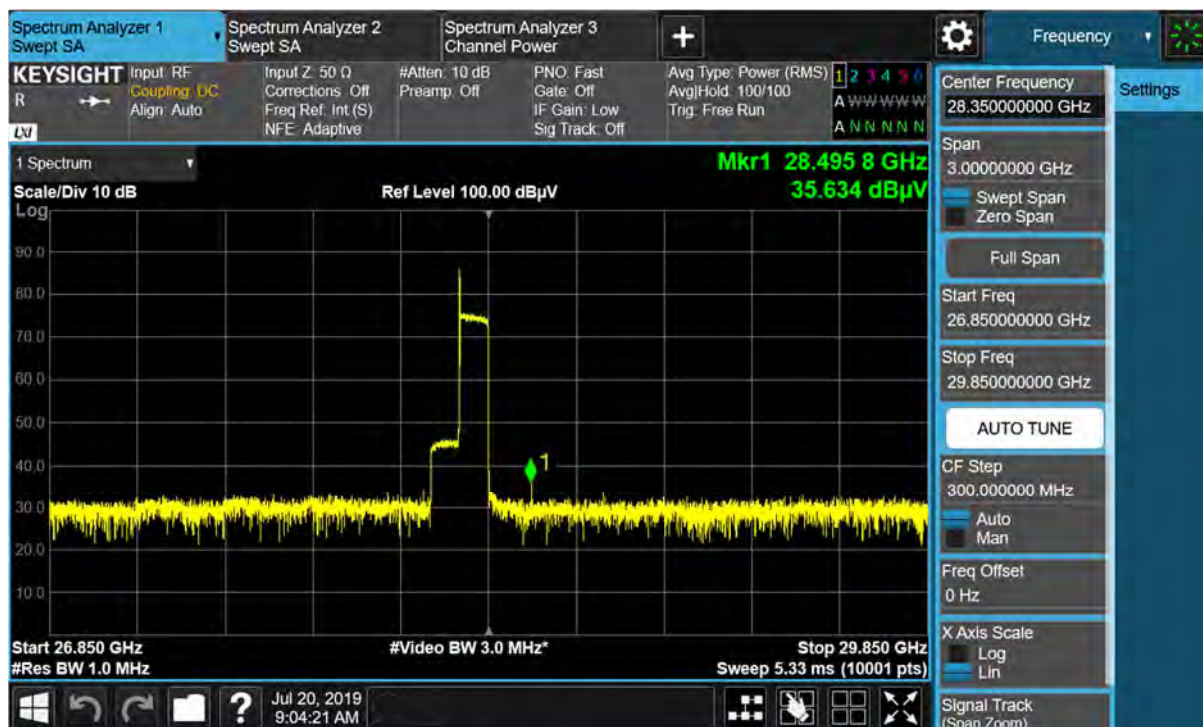 Spectrum Analyzer 1
Swept SA
Spectrum Analyzer 2
Swept SA
Spectrum Analyzer 3
Channel Power
Frequency
KEYSIGHT
R
LXI
Input: RF
Coupling: DC
Align: Auto
Input Z: 50 Ω
Corrections: Off
Freq Ref: Int (S)
NFE: Adaptive
#Atten: 10 dB
Preamp: Off
PNO: Fast
Gate: Off
IF Gain: Low
Sig Track: Off
Avg Type: Power (RMS)
Avg|Hold: 100/100
Trig: Free Run
1 2 3 4 5 6
A W W W W W
A N N N N N
1 Spectrum
Scale/Div 10 dB
Log
Ref Level 100.00 dBµV
Mkr1 28.495 8 GHz
35.634 dBµV
90.0
80.0
70.0
60.0
50.0
40.0
30.0
20.0
10.0
1
Start 26.850 GHz
#Res BW 1.0 MHz
#Video BW 3.0 MHz*
Stop 29.850 GHz
Sweep 5.33 ms (10001 pts)
Jul 20, 2019
9:04:21 AM
Center Frequency
28.350000000 GHz
Settings
Span
3.00000000 GHz
Swept Span
Zero Span
Full Span
Start Freq
26.850000000 GHz
Stop Freq
29.850000000 GHz
AUTO TUNE
CF Step
300.000000 MHz
Auto
Man
Freq Offset
0 Hz
X Axis Scale
Log
Lin
Signal Track
(Span Zoom)